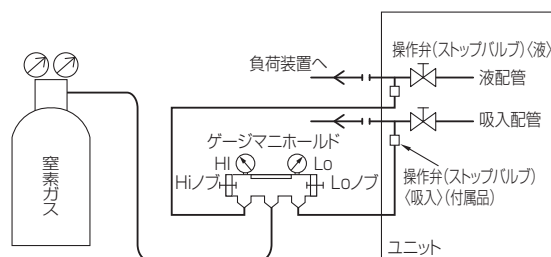 操作弁(ストップバルブ)〈液〉
負荷装置へ
液配管
吸入配管
ゲージマニホールド
HI
Lo
Hiノブ
Loノブ
窒素ガス
操作弁(ストップバルブ)
〈吸入〉(付属品)
ユニット